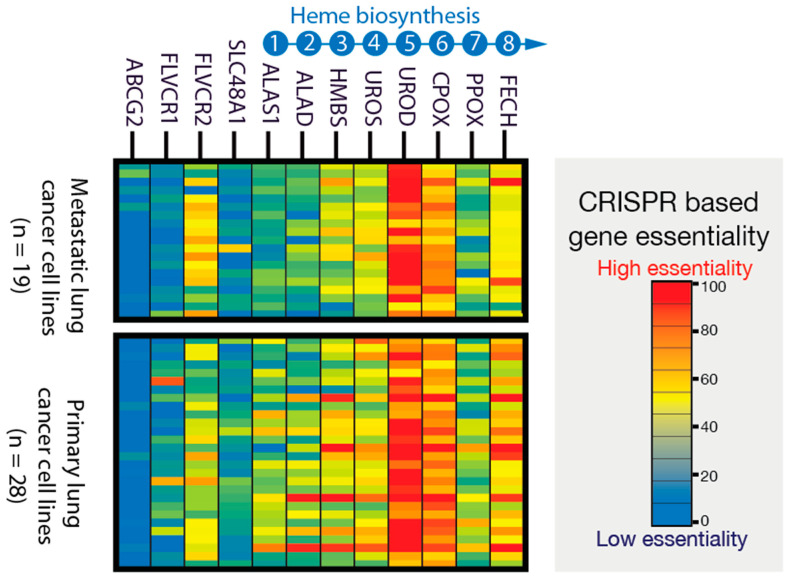 Heme biosynthesis
1 2 3 4 5 6 7 8
ABCG2
FLVCR1
FLVCR2
SLC48A1
ALAS1
ALAD
HMBS
UROS
UROD
CPOX
PPOX
FECH
Metastatic lung
cancer cell lines
(n = 19)
Primary lung
cancer cell lines
(n = 28)
CRISPR based
gene essentiality
High essentiality
100
80
60
40
20
0
Low essentiality